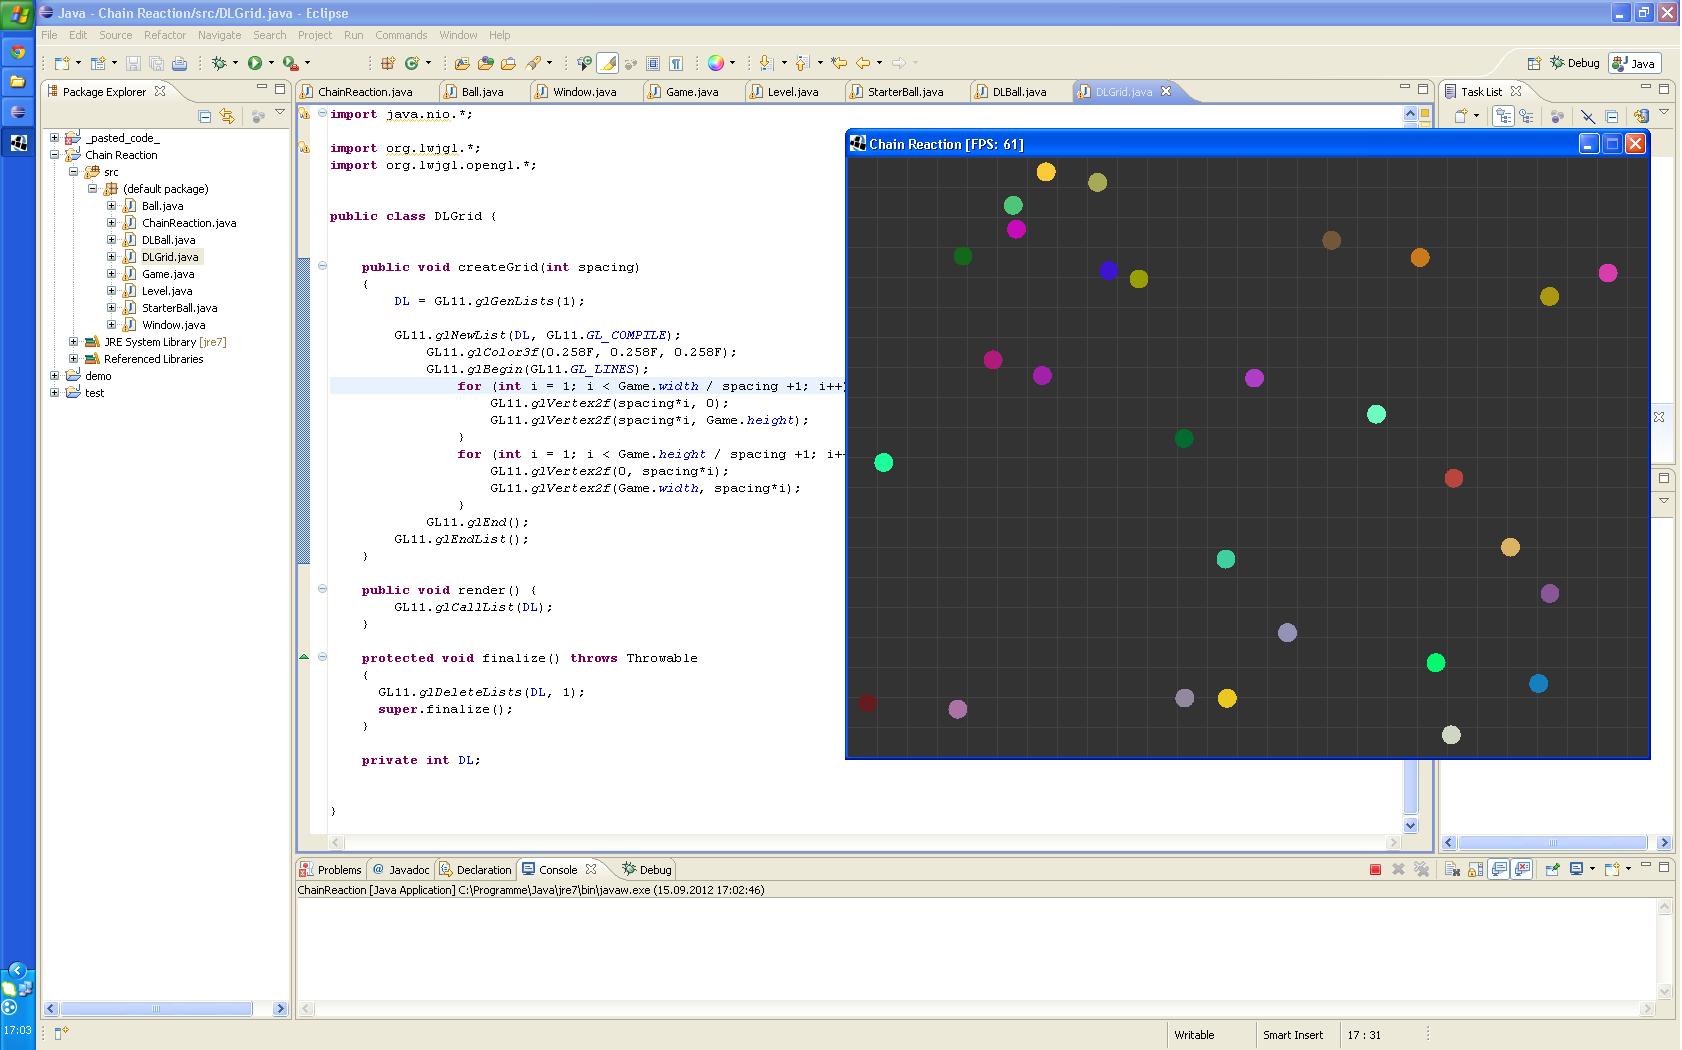 Java - Chain Reaction/src/DLGrid.java - Eclipse
File Edit Source Refactor Navigate Search Project Run Commands Window Help
Debug Java
Package Explorer
ChainReaction.java Ball.java Window.java Game.java Level.java StarterBall.java DLBall.java DLGrid.java
Task List
_pasted_code_
Chain Reaction
src
(default package)
Ball.java
ChainReaction.java
DLBall.java
DLGrid.java
Game.java
Level.java
StarterBall.java
Window.java
JRE System Library [jre7]
Referenced Libraries
demo
test
import java.nio.*;
import org.lwjgl.*;
import org.lwjgl.opengl.*;
public class DLGrid {
public void createGrid(int spacing)
{
DL = GL11.glGenLists(1);
GL11.glNewList(DL, GL11.GL_COMPILE);
GL11.glColor3f(0.258F, 0.258F, 0.258F);
GL11.glBegin(GL11.GL_LINES);
for (int i = 1; i < Game.width / spacing +1; i++)
GL11.glVertex2f(spacing*i, 0);
GL11.glVertex2f(spacing*i, Game.height);
}
for (int i = 1; i < Game.height / spacing +1; i++
GL11.glVertex2f(0, spacing*i);
GL11.glVertex2f(Game.width, spacing*i);
}
GL11.glEnd();
GL11.glEndList();
}
public void render() {
GL11.glCallList(DL);
}
protected void finalize() throws Throwable
{
GL11.glDeleteLists(DL, 1);
super.finalize();
}
private int DL;
}
Chain Reaction [FPS: 61]
Problems @ Javadoc Declaration Console Debug
ChainReaction [Java Application] C:\Programme\Java\jre7\bin\javaw.exe (15.09.2012 17:02:46)
17:03
Writable Smart Insert 17 : 31